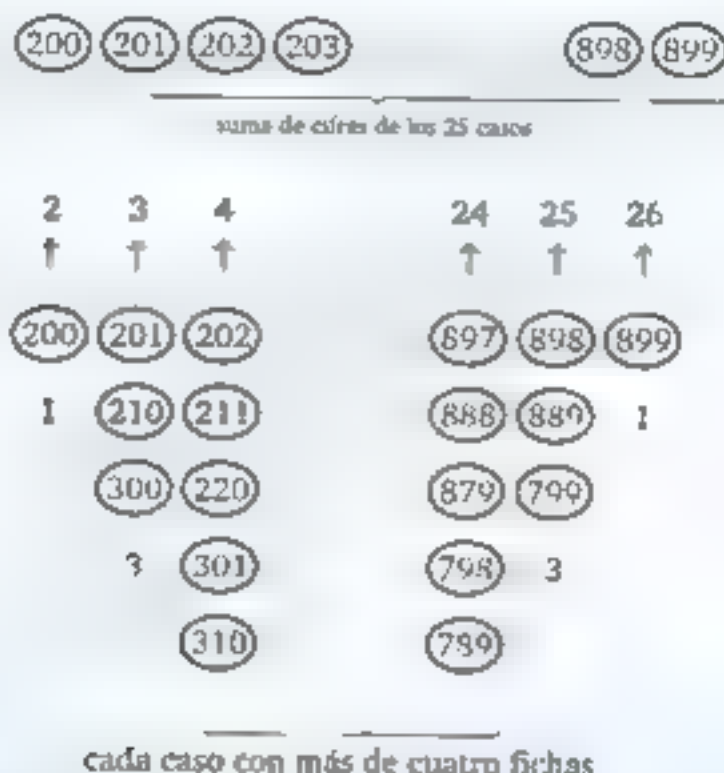 200 201 202 203 898 899
suma de cifras de los 25 casos
2 3 4 24 25 26
200 201 202 897 898 899
1 210 211 888 889 1
300 220 879 799
3 301 798 3
310 789
cada caso con más de cuatro fichas